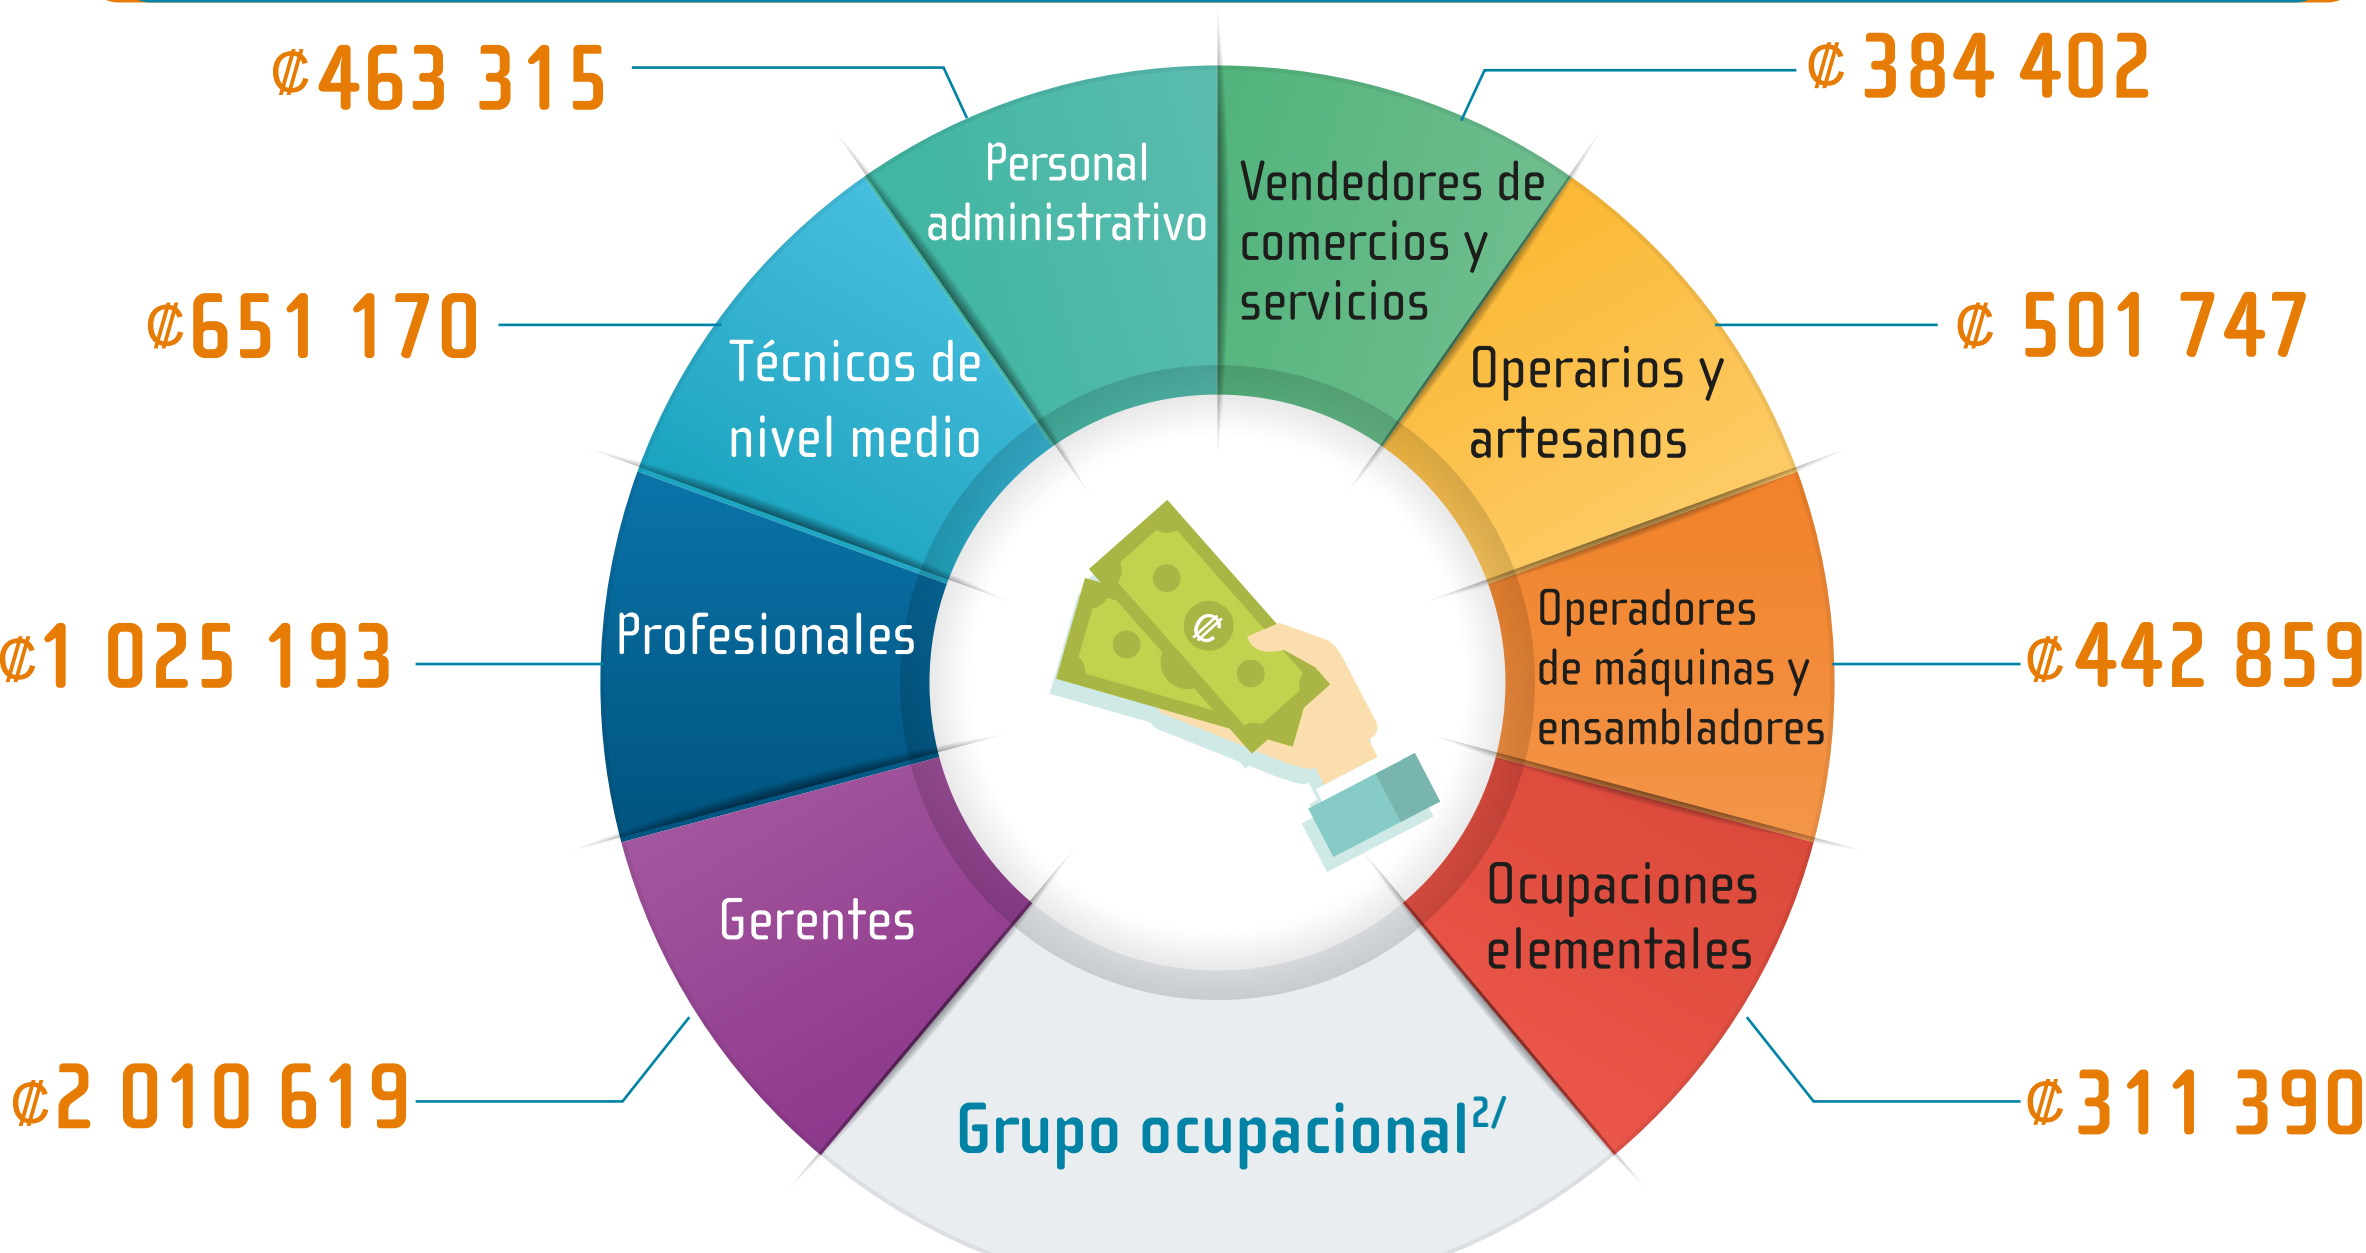 ₡463 315
₡ 384 402
Personal
administrativo
Vendedores de
comercios y
servicios
₡651 170
Técnicos de
nivel medio
Operarios y
artesanos
₡ 501 747
₡1 025 193
Profesionales
Operadores
de máquinas y
ensambladores
₡442 859
₡
Gerentes
Ocupaciones
elementales
₡2 010 619
₡311 390
Grupo ocupacional2/